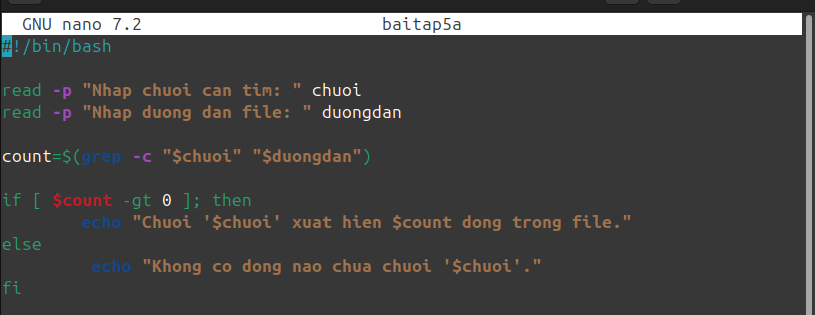 GNU nano 7.2 baitap5a
#!/bin/bash
read -p "Nhap chuoi can tim: " chuoi
read -p "Nhap duong dan file: " duongdan
count=$(grep -c "$chuoi" "$duongdan")
if [ $count -gt 0 ]; then
echo "Chuoi '$chuoi' xuat hien $count dong trong file."
else
echo "Khong co dong nao chua chuoi '$chuoi'."
fi